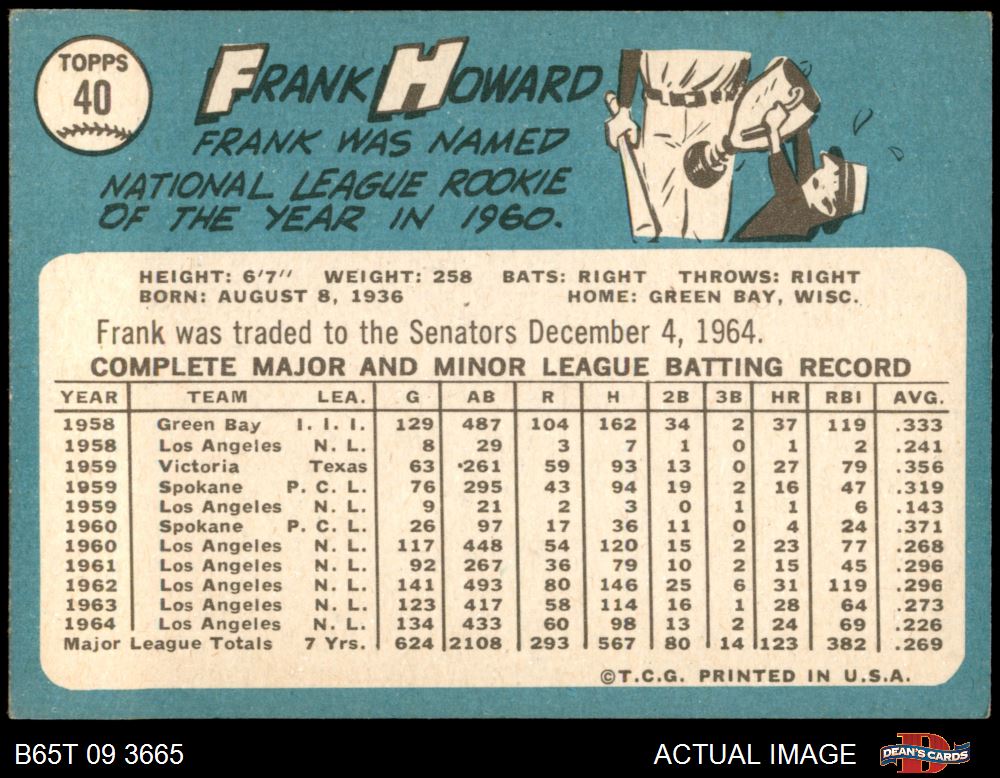 TOPPS
40
FRANK HOWARD
FRANK WAS NAMED
NATIONAL LEAGUE ROOKIE
OF THE YEAR IN 1960.
HEIGHT: 6'7" WEIGHT: 258 BATS: RIGHT THROWS: RIGHT
BORN: AUGUST 8, 1936 HOME: GREEN BAY, WISC.
Frank was traded to the Senators December 4, 1964.
COMPLETE MAJOR AND MINOR LEAGUE BATTING RECORD
YEAR TEAM LEA. G AB R H 2B 3B HR RBI AVG.
1958 Green Bay I. I. I. 129 487 104 162 34 2 37 119 .333
1958 Los Angeles N. L. 8 29 3 7 1 0 1 2 .241
1959 Victoria Texas 63 261 59 93 13 0 27 79 .356
1959 Spokane P. C. L. 76 295 43 94 19 2 16 47 .319
1959 Los Angeles N. L. 9 21 2 3 0 1 1 6 .143
1960 Spokane P. C. L. 26 97 17 36 11 0 4 24 .371
1960 Los Angeles N. L. 117 448 54 120 15 2 23 77 .268
1961 Los Angeles N. L. 92 267 36 79 10 2 15 45 .296
1962 Los Angeles N. L. 141 493 80 146 25 6 31 119 .296
1963 Los Angeles N. L. 123 417 58 114 16 1 28 64 .273
1964 Los Angeles N. L. 134 433 60 98 13 2 24 69 .226
Major League Totals 7 Yrs. 624 2108 293 567 80 14 123 382 .269
©T.C.G. PRINTED IN U.S.A.
B65T 09 3665 ACTUAL IMAGE
DEAN'S CARDS